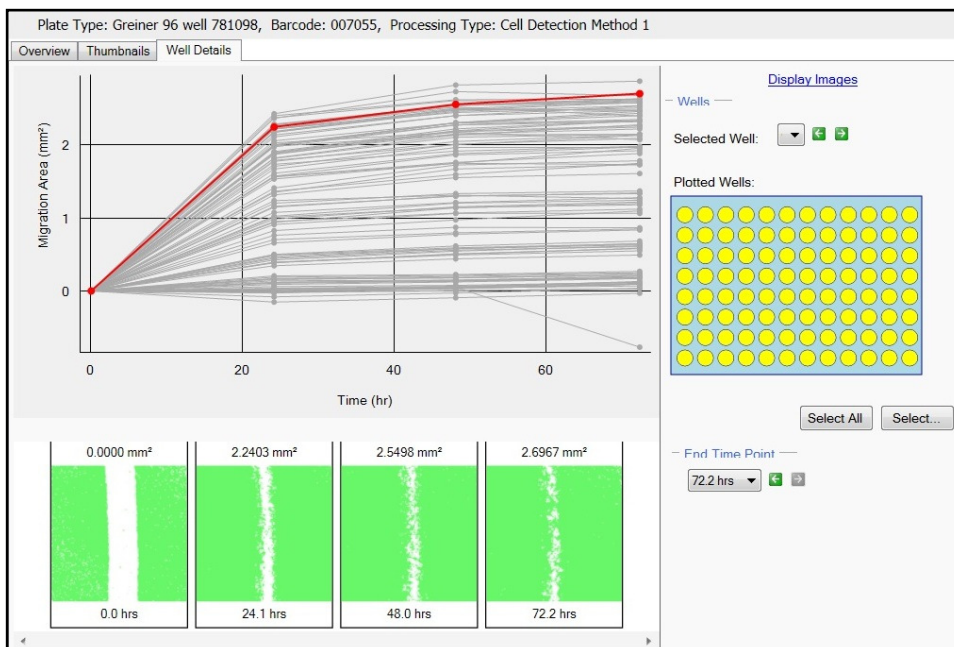 Plate Type: Greiner 96 well 781098, Barcode: 007055, Processing Type: Cell Detection Method 1
Overview Thumbnails Well Details
Display Images
Wells
Selected Well:
Plotted Wells:
Migration Area (mm²)
2
1
0
0 20 40 60
Time (hr)
Select All Select...
End Time Point
72.2 hrs
0.0000 mm² 2.2403 mm² 2.5498 mm² 2.6967 mm²
0.0 hrs 24.1 hrs 48.0 hrs 72.2 hrs